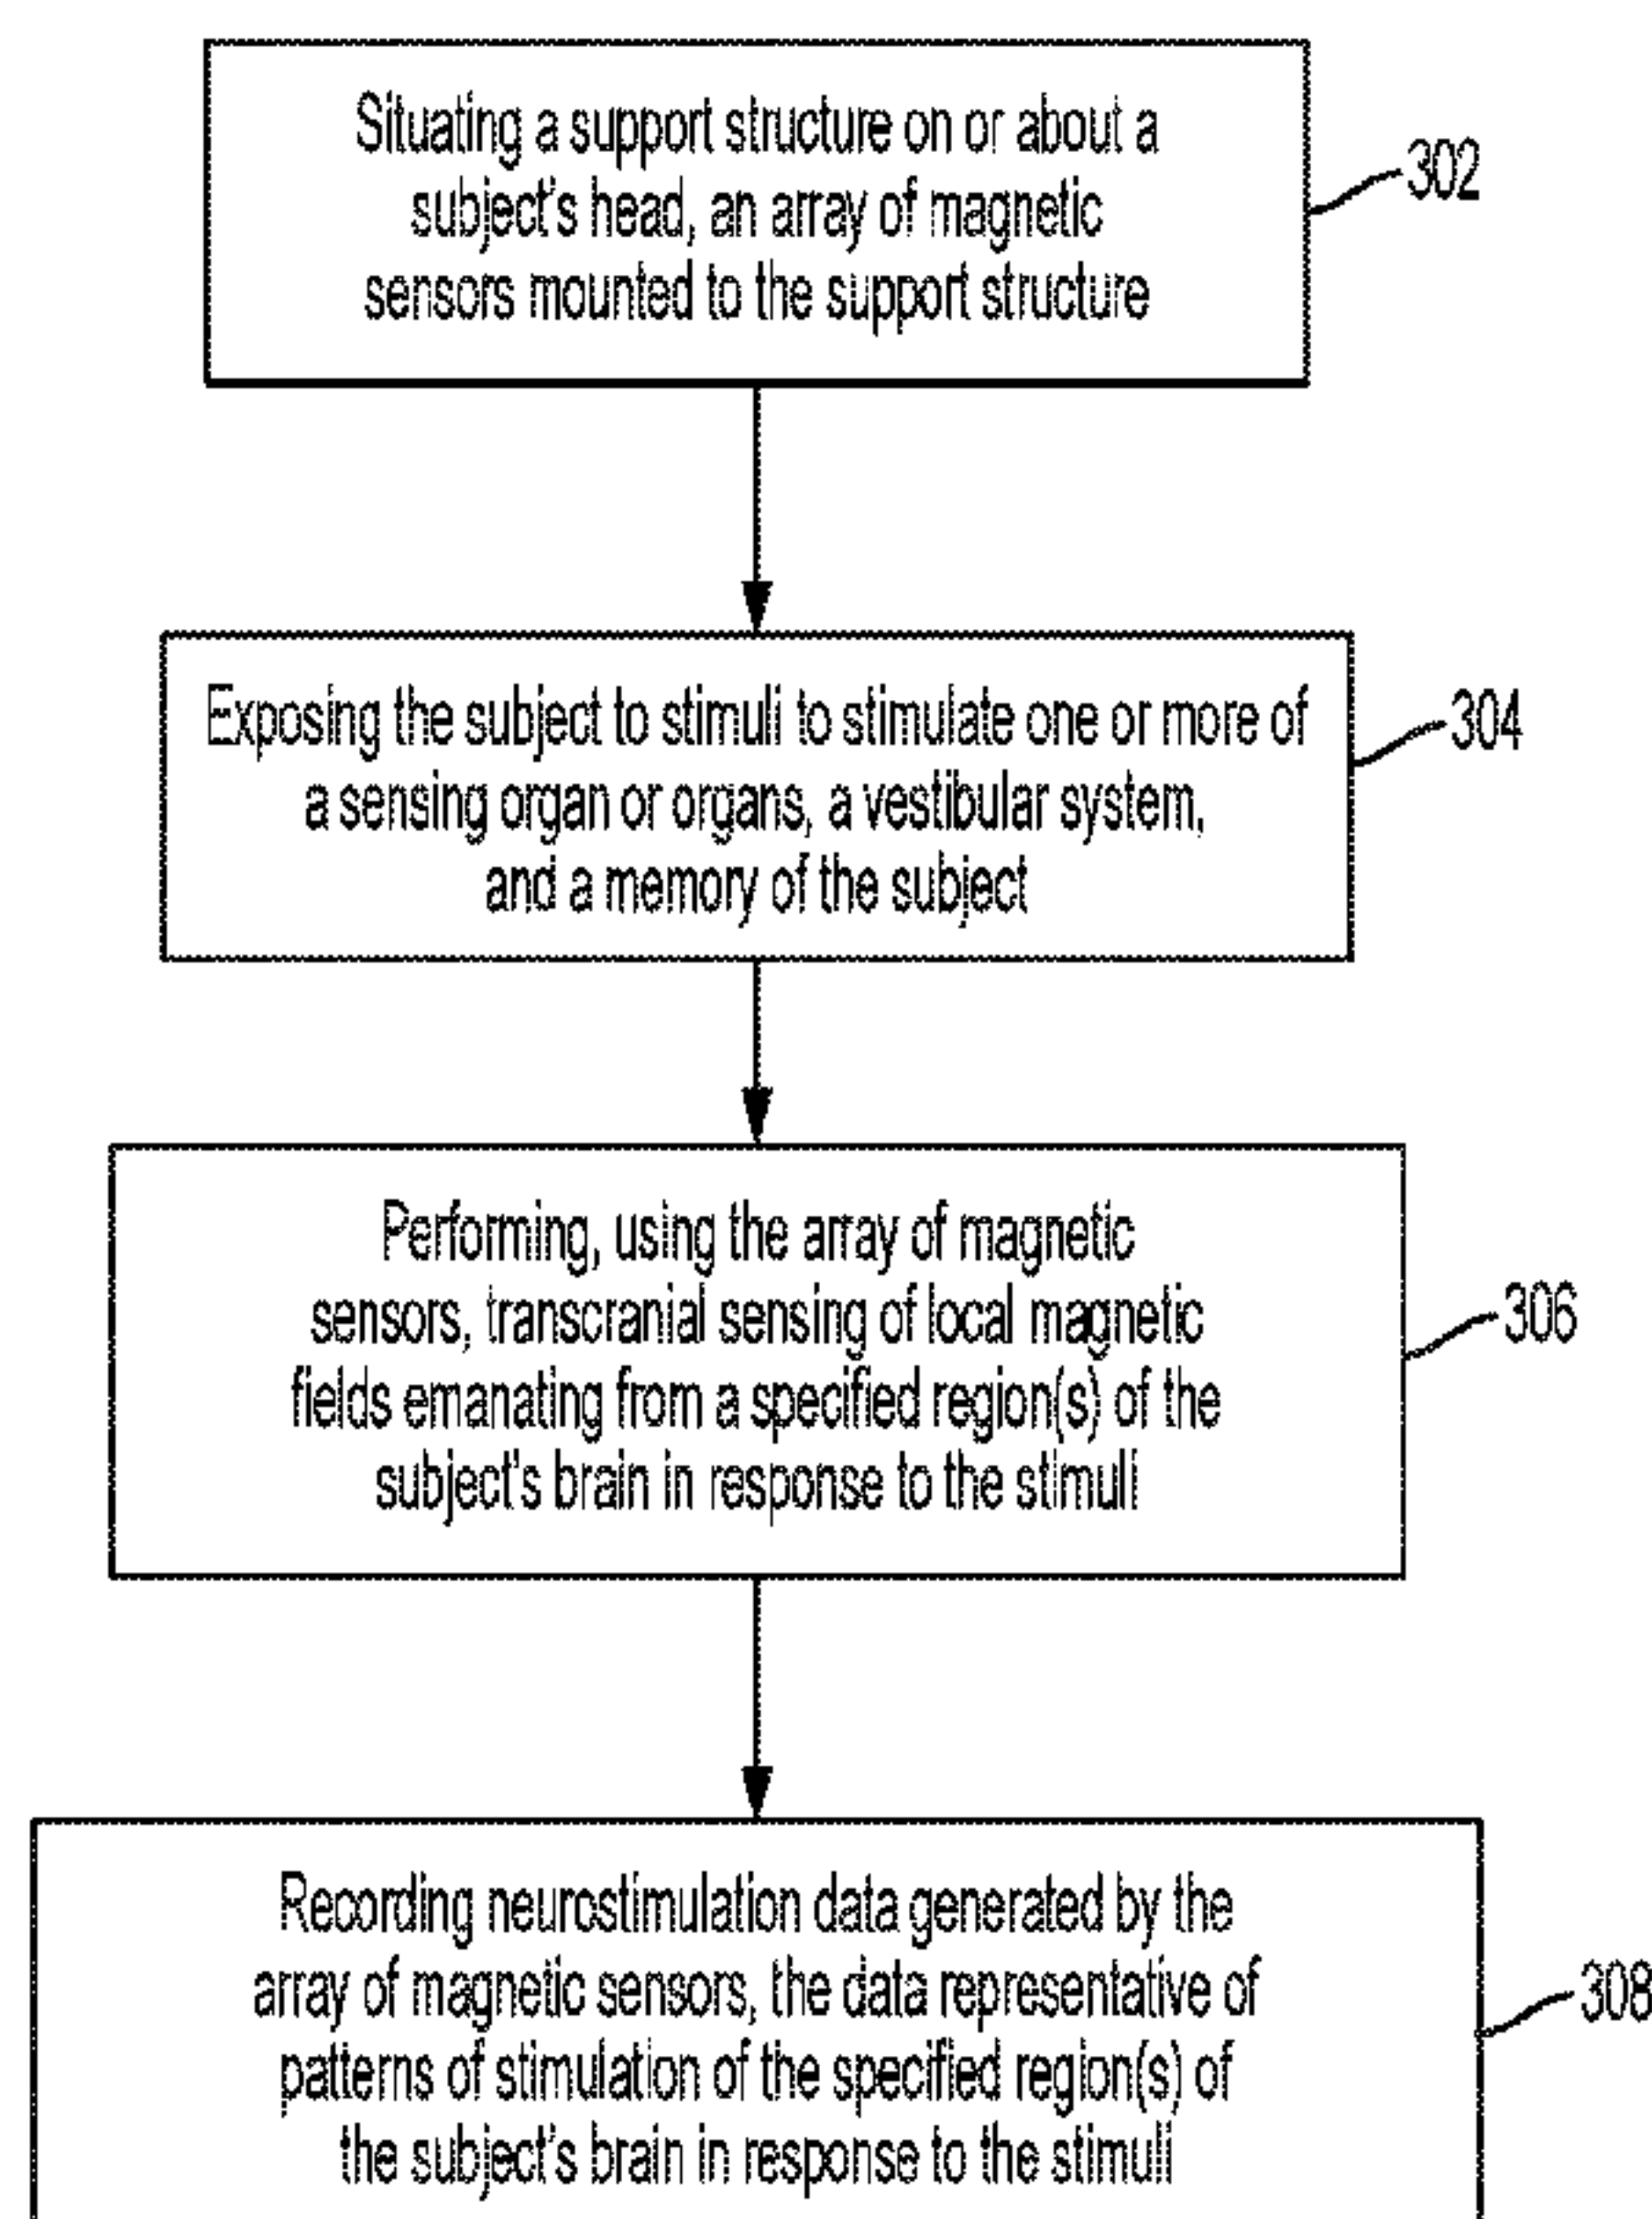 Situating a support structure on or about a
subject's head, an array of magnetic
sensors mounted to the support structure
302
Exposing the subject to stimuli to stimulate one or more of
a sensing organ or organs, a vestibular system,
and a memory of the subject
304
Performing, using the array of magnetic
sensors, transcranial sensing of local magnetic
fields emanating from a specified region(s) of the
subject's brain in response to the stimuli
306
Recording neurostimulation data generated by the
array of magnetic sensors, the data representative of
patterns of stimulation of the specified region(s) of
the subject's brain in response to the stimuli
308